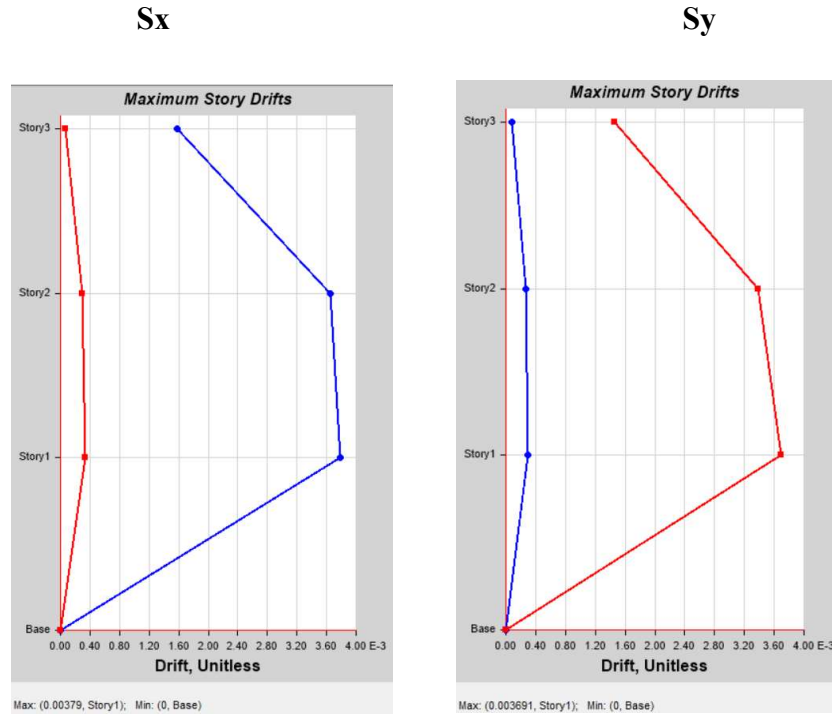 Sx
Sy
Maximum Story Drifts
Story3
Story2
Story1
Base
0.00 0.40 0.80 1.20 1.60 2.00 2.40 2.80 3.20 3.60 4.00 E-3
Drift, Unitless
Max: (0.00379, Story1); Min: (0, Base)
Maximum Story Drifts
Story3
Story2
Story1
Base
0.00 0.40 0.80 1.20 1.60 2.00 2.40 2.80 3.20 3.60 4.00 E-3
Drift, Unitless
Max: (0.003691, Story1); Min: (0, Base)